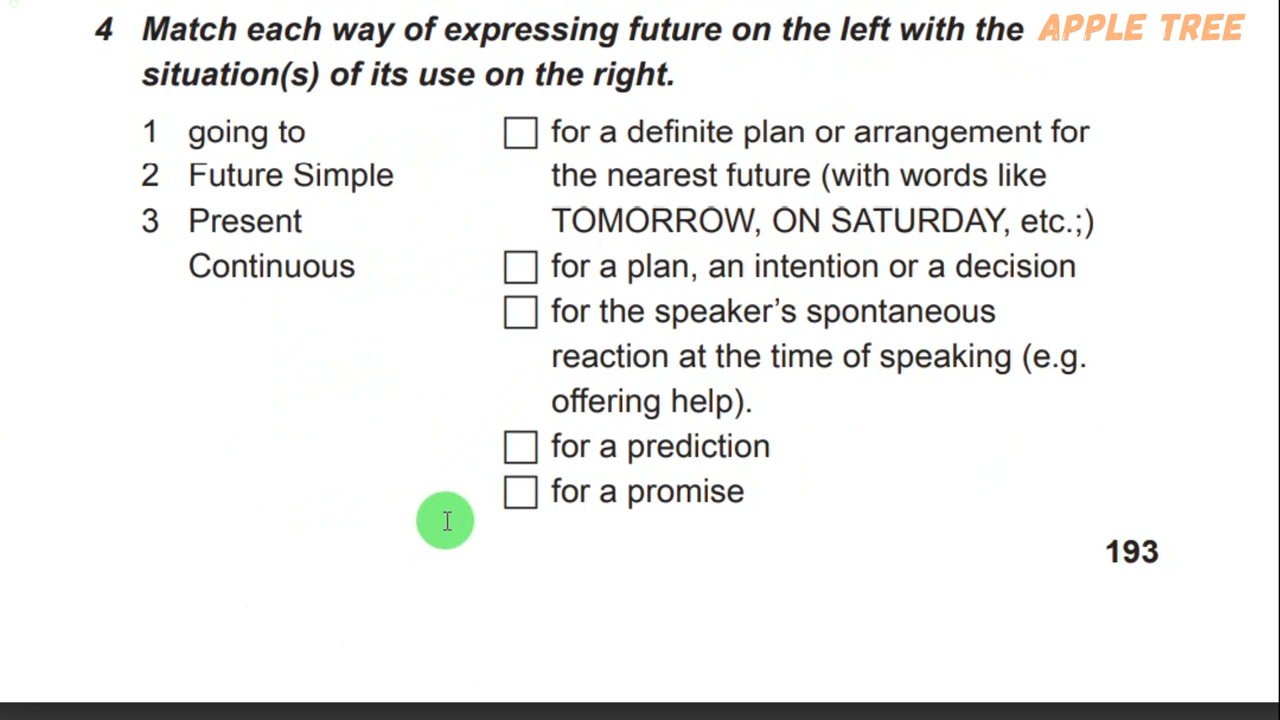 4 Match each way of expressing future on the left with the
APPLE TREE
situation(s) of its use on the right.
1 going to
2 Future Simple
3 Present
Continuous
for a definite plan or arrangement for
the nearest future (with words like
TOMORROW, ON SATURDAY, etc.;)
for a plan, an intention or a decision
for the speaker's spontaneous
reaction at the time of speaking (e.g.
offering help).
for a prediction
for a promise
193